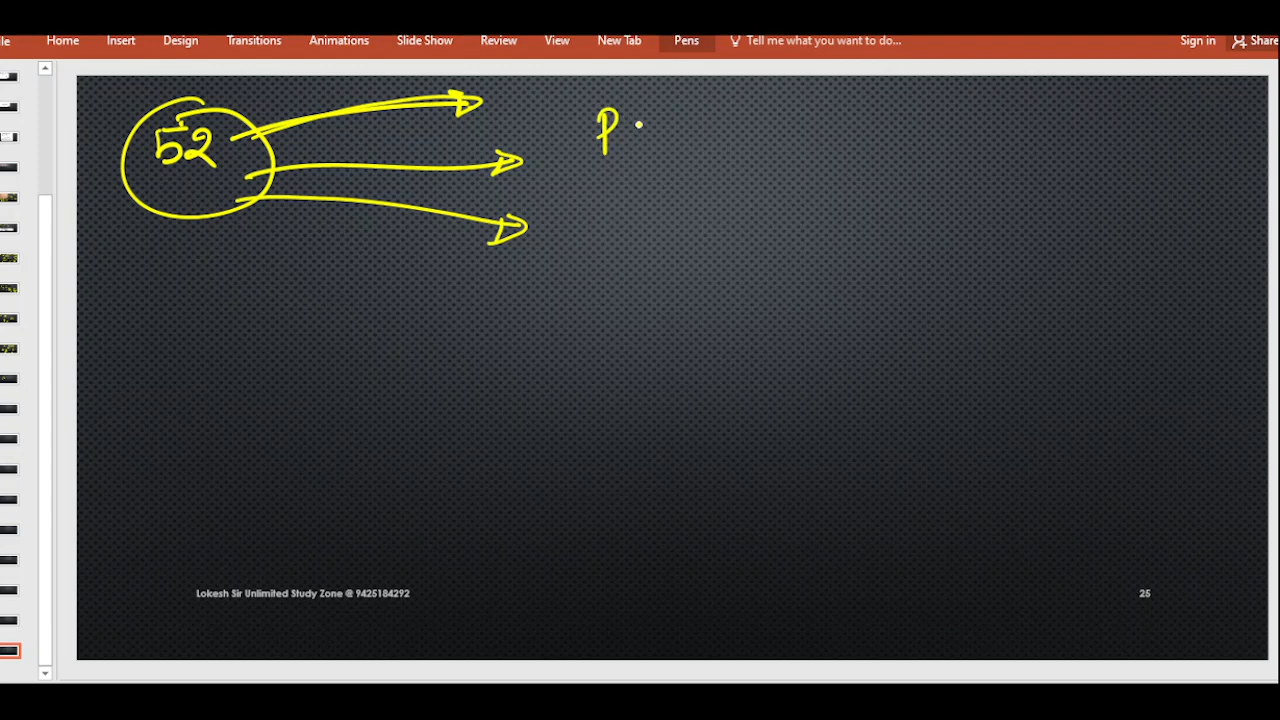 le Home Insert Design Transitions Animations Slide Show Review View New Tab Pens Tell me what you want to do... Sign in Share
52 P
Lokesh Sir Unlimited Study Zone @ 9425184292 25